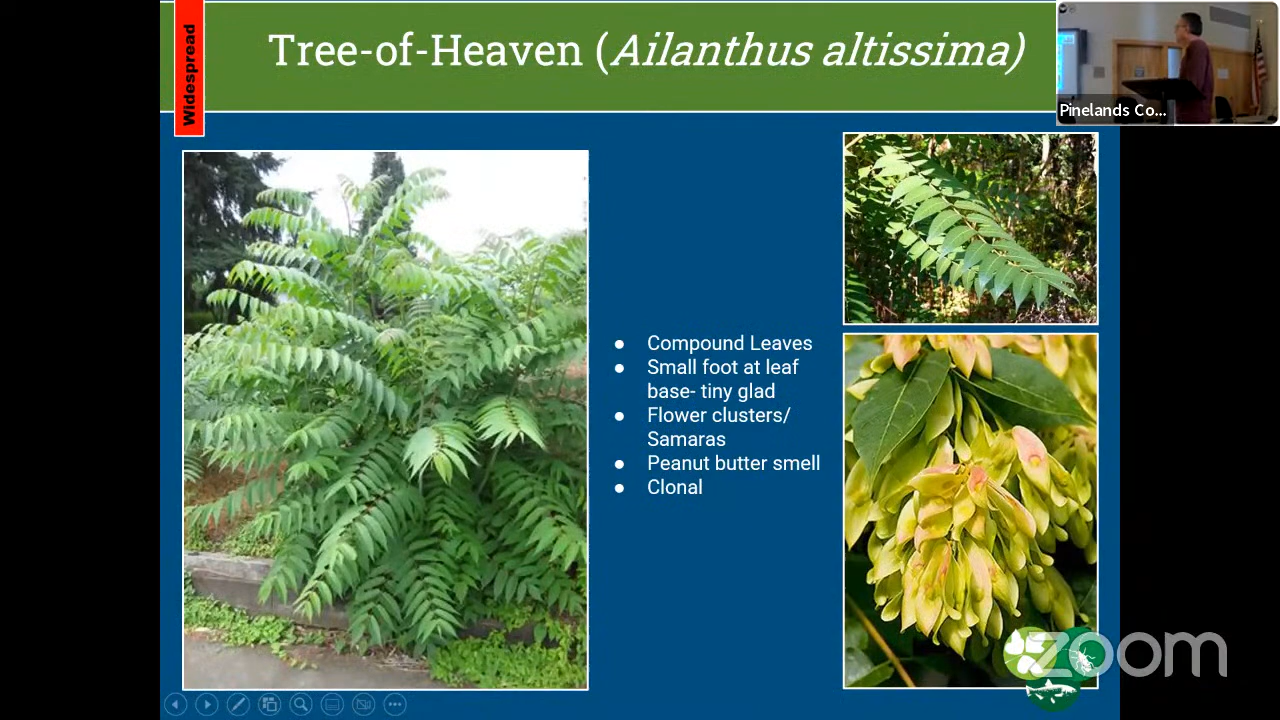 Widespread
Tree-of-Heaven (Ailanthus altissima)
Pinelands Co...
● Compound Leaves
● Small foot at leaf
base- tiny glad
● Flower clusters/
Samaras
● Peanut butter smell
● Clonal
zoom